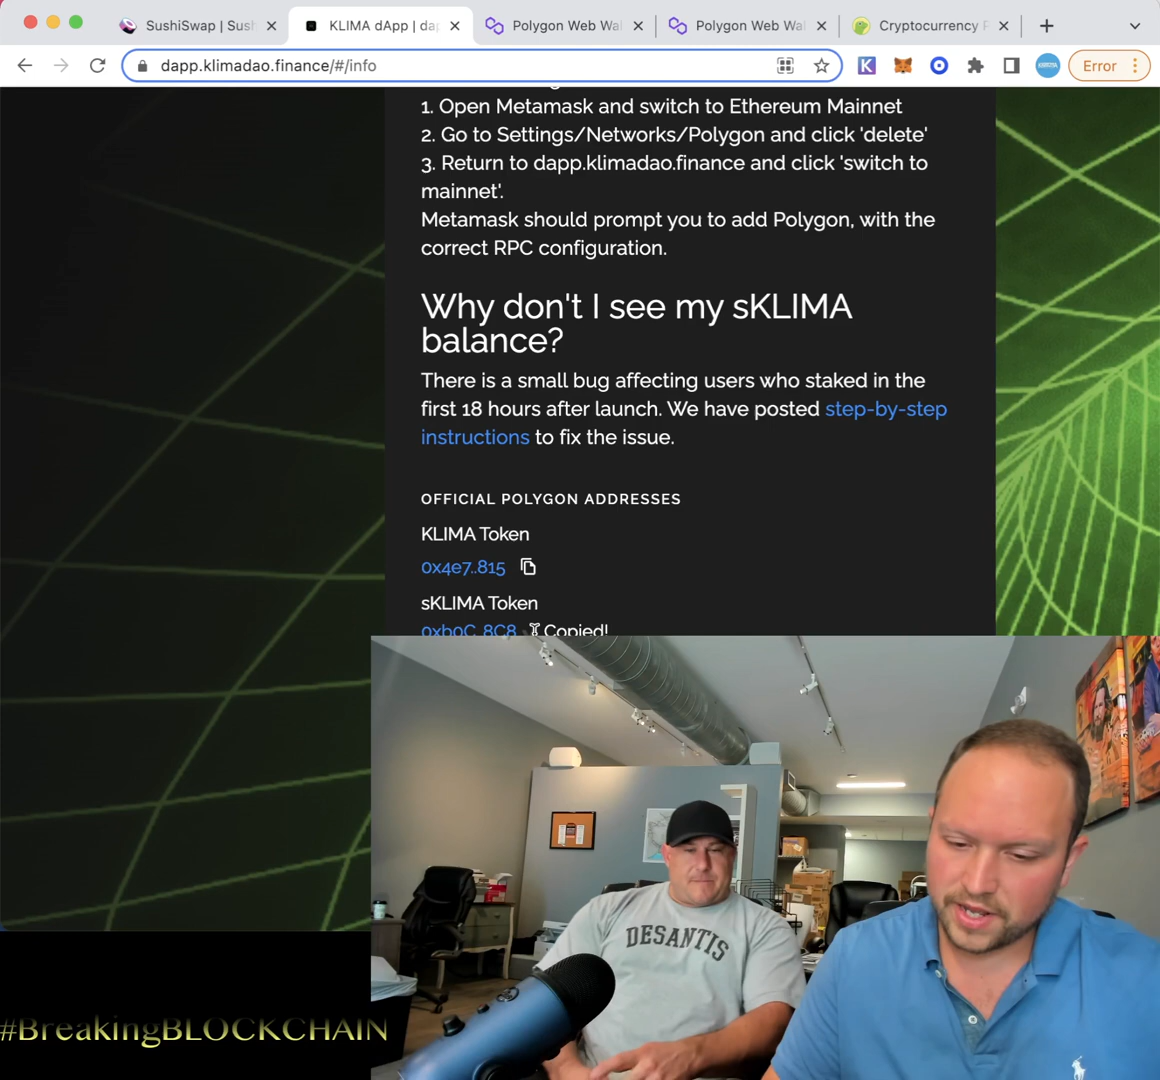 SushiSwap | Sush
KLIMA dApp | dap
Polygon Web Wal
Polygon Web Wal
Cryptocurrency P
dapp.klimadao.finance/#/info
K
Error
1. Open Metamask and switch to Ethereum Mainnet
2. Go to Settings/Networks/Polygon and click 'delete'
3. Return to dapp.klimadao.finance and click 'switch to
mainnet'.
Metamask should prompt you to add Polygon, with the
correct RPC configuration.
Why don't I see my sKLIMA
balance?
There is a small bug affecting users who staked in the
first 18 hours after launch. We have posted step-by-step
instructions to fix the issue.
OFFICIAL POLYGON ADDRESSES
KLIMA Token
0x4e7..815
sKLIMA Token
0xb0C..8C8 Copied!
DESANTIS
#BreakingBLOCKCHAIN